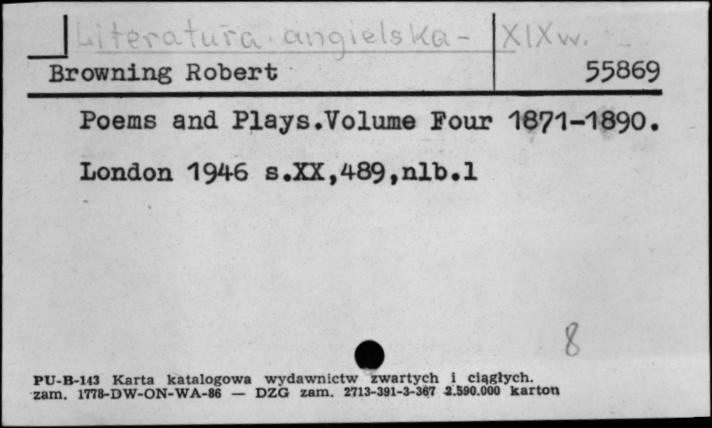 Literatura angielska - XIX w.
Browning Robert 55869
Poems and Plays.Volume Four 1871-1890.
London 1946 s.XX,489,nlb.1
8
PU-B-143 Karta katalogowa wydawnictw zwartych i ciągłych.
zam. 1778-DW-ON-WA-86 — DZG zam. 2713-391-3-367 2.590.000 karton